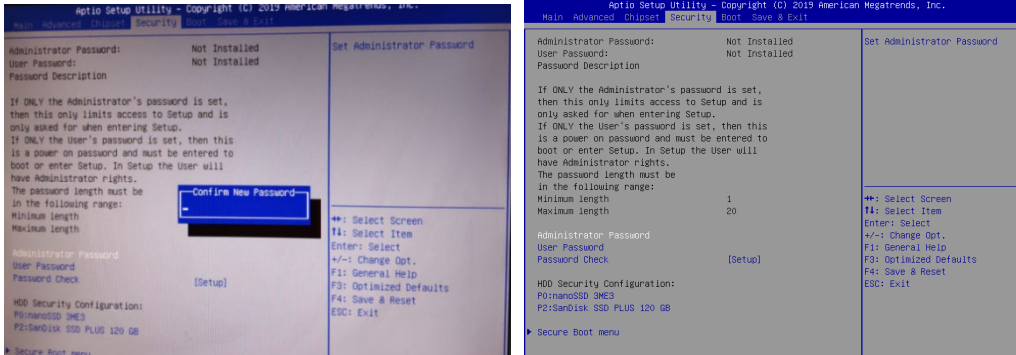 Aptio Setup Utility - Copyright (C) 2019 American Megatrends, Inc.
Main Advanced Chipset Security Boot Save & Exit
Administrator Password: Not Installed
User Password: Not Installed
Password Description
If ONLY the Administrator's password is set,
then this only limits access to Setup and is
only asked for when entering Setup.
If ONLY the User's password is set, then this
is a power on password and must be entered to
boot or enter Setup. In Setup the User will
have Administrator rights.
The password length must be
in the following range:
Minimum length
Maximum length
Administrator Password
User Password
Password Check [Setup]
HDD Security Configuration:
P0:nanoSSD 3ME3
P2:SanDisk SSD PLUS 120 GB
Secure Boot menu
Confirm New Password
Set Administrator Password
↔: Select Screen
↑↓: Select Item
Enter: Select
+/-: Change Opt.
F1: General Help
F3: Optimized Defaults
F4: Save & Reset
ESC: Exit
Aptio Setup Utility - Copyright (C) 2019 American Megatrends, Inc.
Main Advanced Chipset Security Boot Save & Exit
Administrator Password: Not Installed
User Password: Not Installed
Password Description
If ONLY the Administrator's password is set,
then this only limits access to Setup and is
only asked for when entering Setup.
If ONLY the User's password is set, then this
is a power on password and must be entered to
boot or enter Setup. In Setup the User will
have Administrator rights.
The password length must be
in the following range:
Minimum length 1
Maximum length 20
Administrator Password
User Password
Password Check [Setup]
HDD Security Configuration:
P0:nanoSSD 3ME3
P2:SanDisk SSD PLUS 120 GB
Secure Boot menu
Set Administrator Password
↔: Select Screen
↑↓: Select Item
Enter: Select
+/-: Change Opt.
F1: General Help
F3: Optimized Defaults
F4: Save & Reset
ESC: Exit